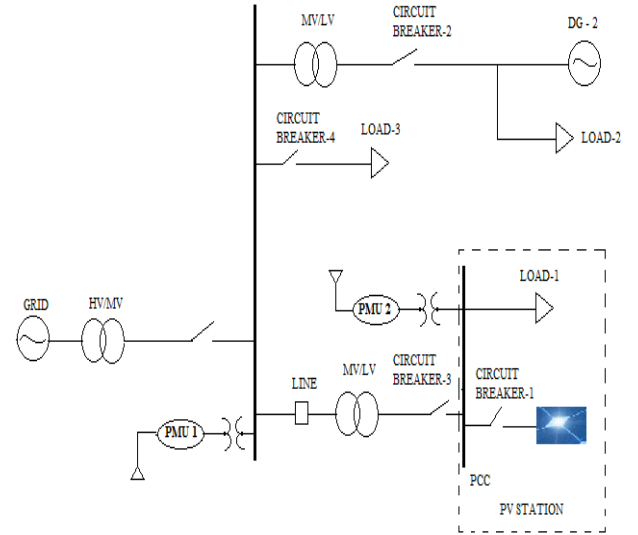 MV/LV
CIRCUIT
BREAKER-2
DG - 2
CIRCUIT
BREAKER-4
LOAD-3
LOAD-2
GRID
HV/MV
PMU 2
LOAD-1
LINE
MV/LV
CIRCUIT
BREAKER-3
CIRCUIT
BREAKER-1
PMU 1
PCC
PV STATION